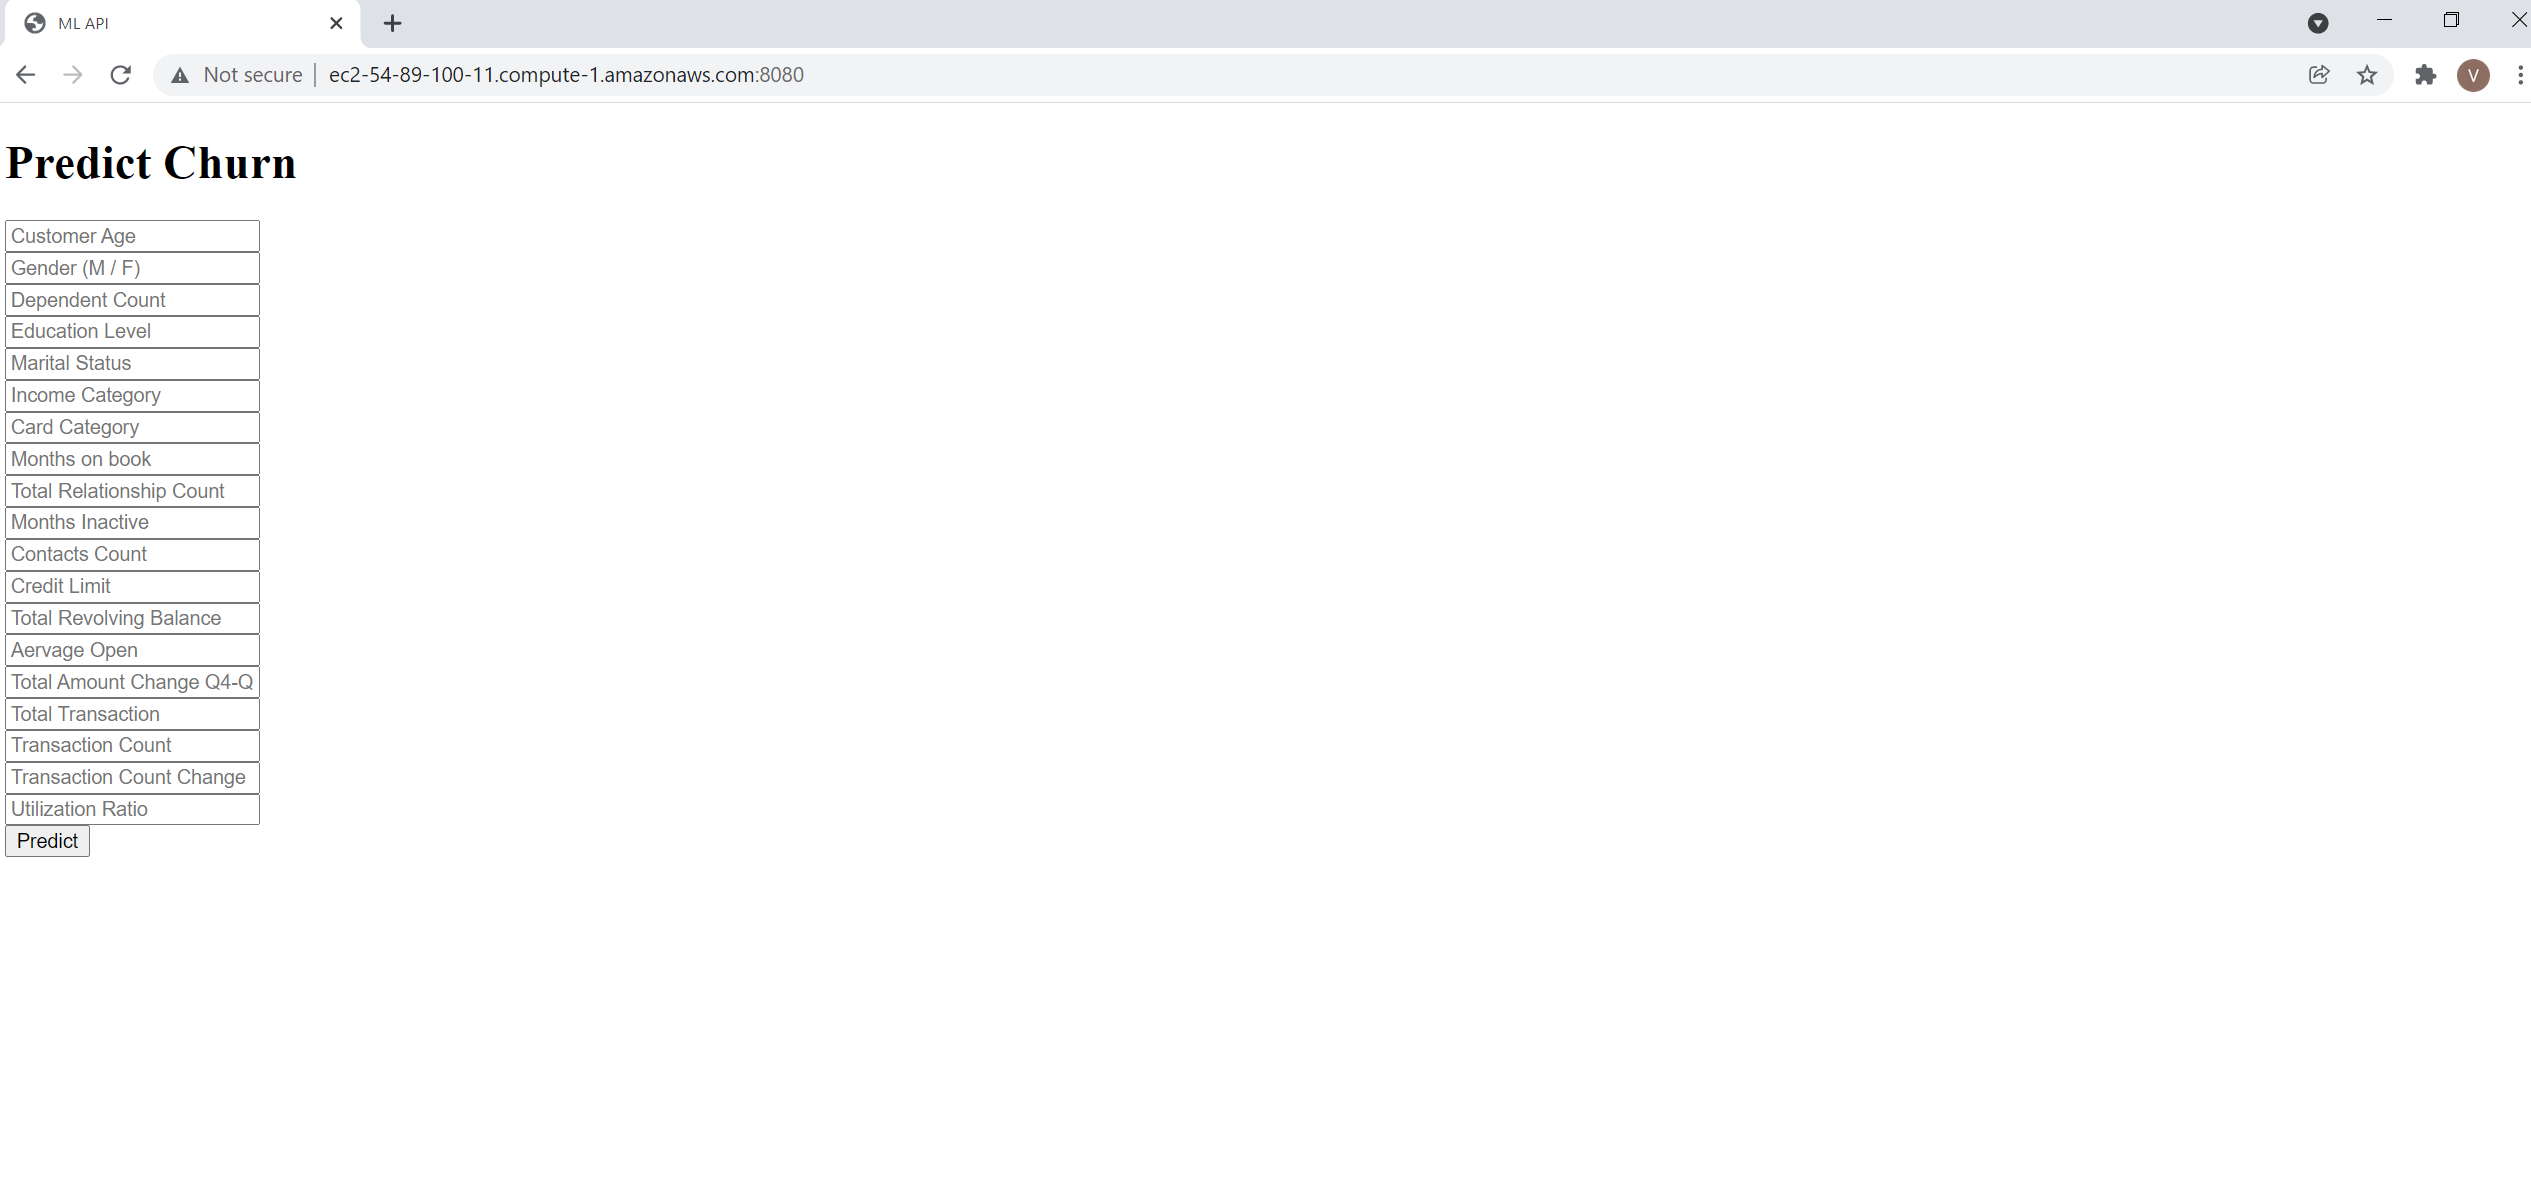 ML API
Not secure ec2-54-89-100-11.compute-1.amazonaws.com:8080
V
Predict Churn
Customer Age
Gender (M / F)
Dependent Count
Education Level
Marital Status
Income Category
Card Category
Months on book
Total Relationship Count
Months Inactive
Contacts Count
Credit Limit
Total Revolving Balance
Aervage Open
Total Amount Change Q4-Q
Total Transaction
Transaction Count
Transaction Count Change
Utilization Ratio
Predict